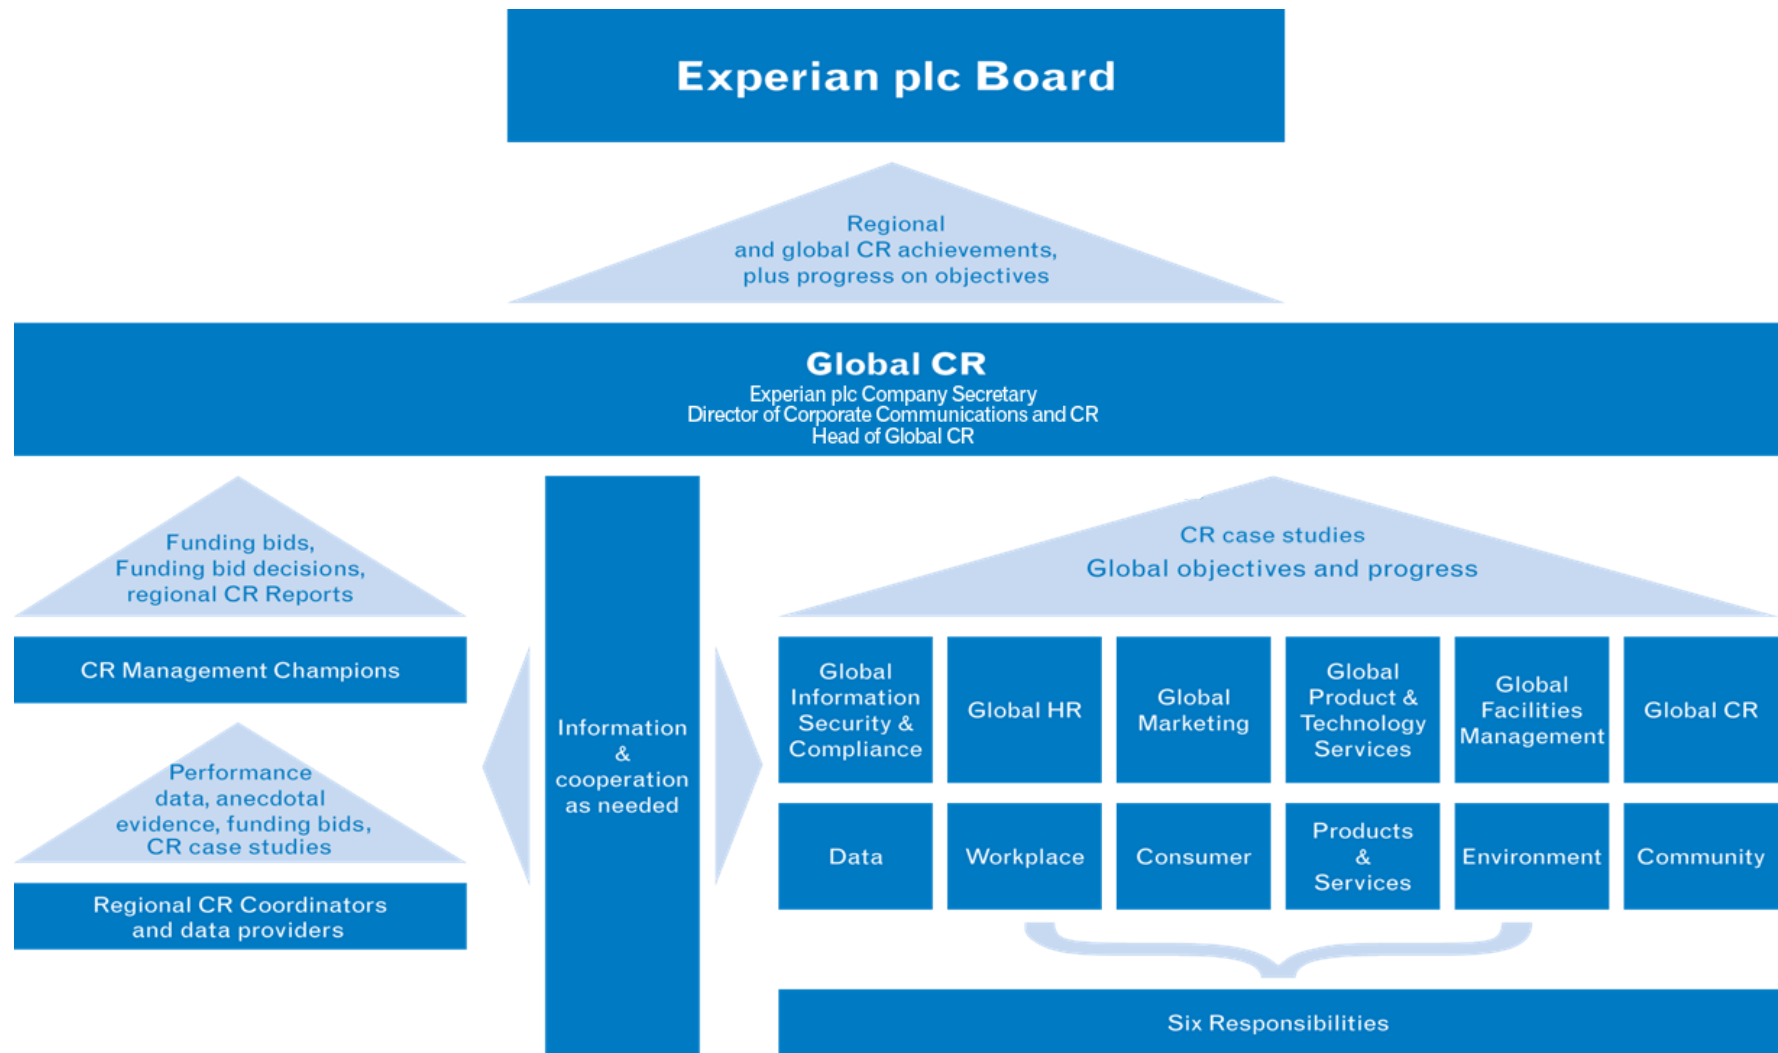 Experian plc Board
Regional
and global CR achievements,
plus progress on objectives
Global CR
Experian plc Company Secretary
Director of Corporate Communications and CR
Head of Global CR
Funding bids,
Funding bid decisions,
regional CR Reports
CR Management Champions
Performance
data, anecdotal
evidence, funding bids,
CR case studies
Regional CR Coordinators
and data providers
Information
&
cooperation
as needed
CR case studies
Global objectives and progress
Global
Information
Security &
Compliance
Global HR
Global
Marketing
Global
Product &
Technology
Services
Global
Facilities
Management
Global CR
Data
Workplace
Consumer
Products
&
Services
Environment
Community
Six Responsibilities